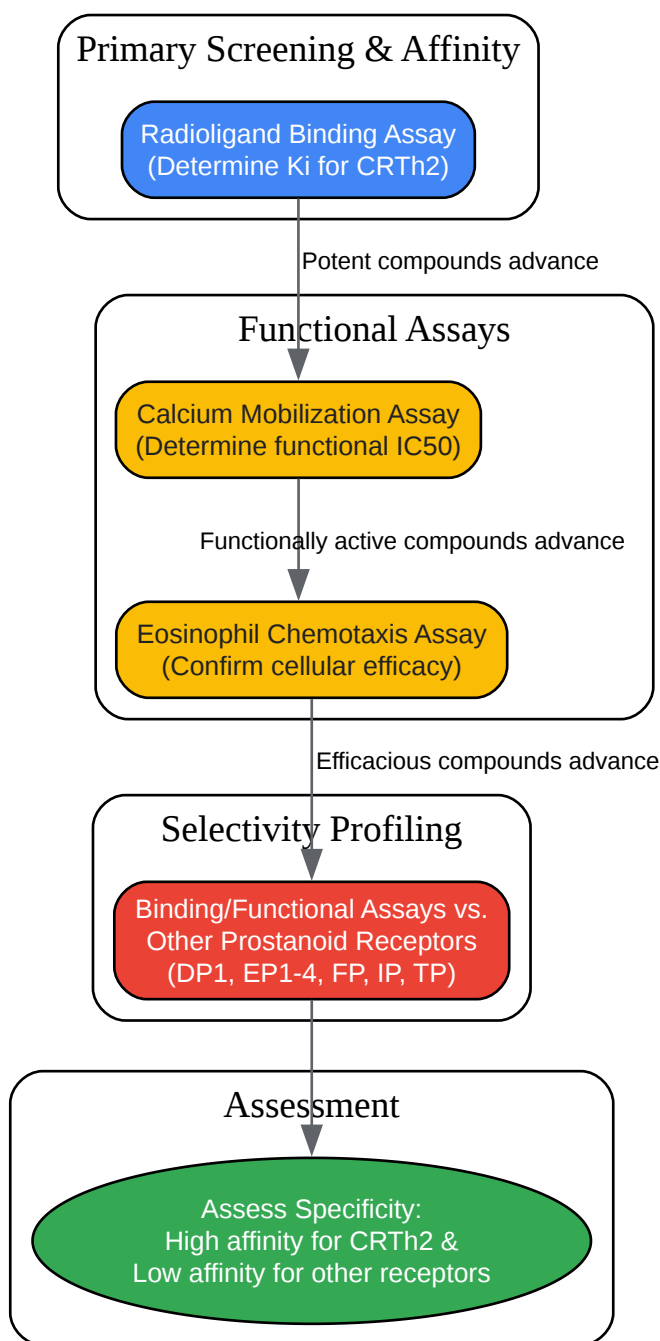 Primary Screening & Affinity
Radioligand Binding Assay
(Determine Ki for CRTh2)
Potent compounds advance
Functional Assays
Calcium Mobilization Assay
(Determine functional IC50)
Functionally active compounds advance
Eosinophil Chemotaxis Assay
(Confirm cellular efficacy)
Efficacious compounds advance
Selectivity Profiling
Binding/Functional Assays vs.
Other Prostanoid Receptors
(DP1, EP1-4, FP, IP, TP)
Assessment
Assess Specificity:
High affinity for CRTh2 &
Low affinity for other receptors